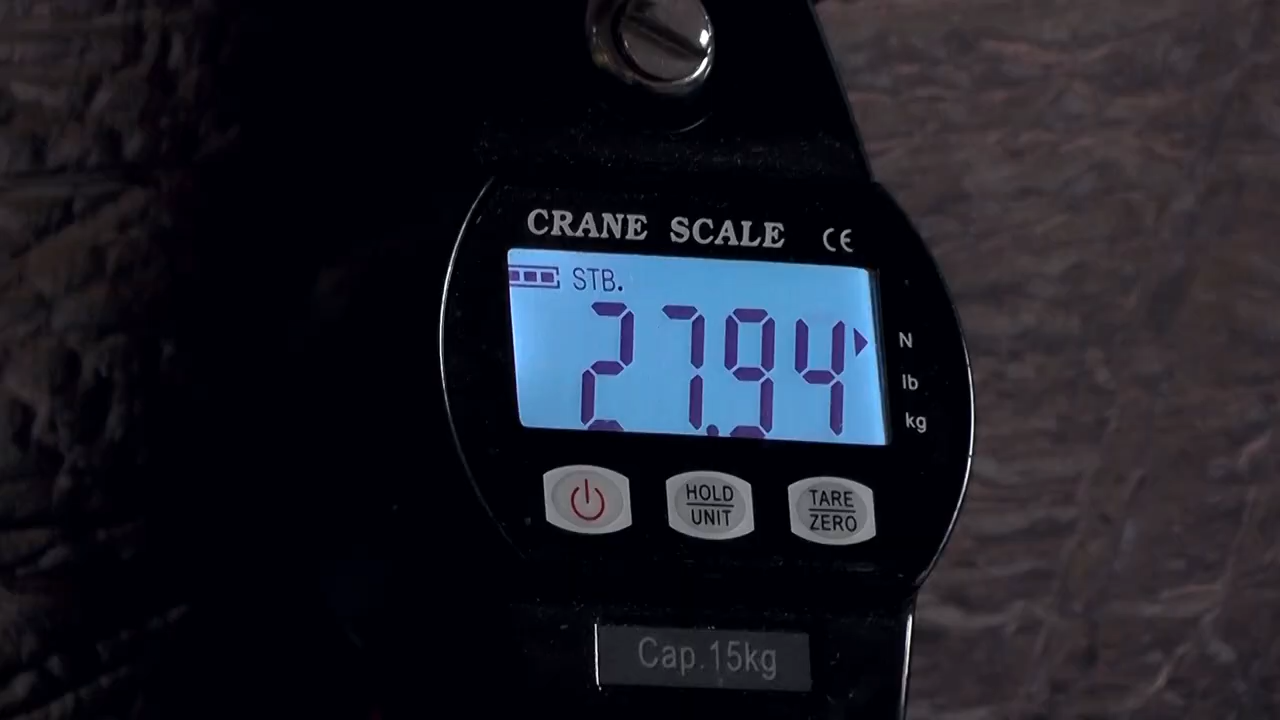 CRANE SCALE CE
STB.
27.94
N
lb
kg
HOLD
UNIT
TARE
ZERO
Cap.15kg